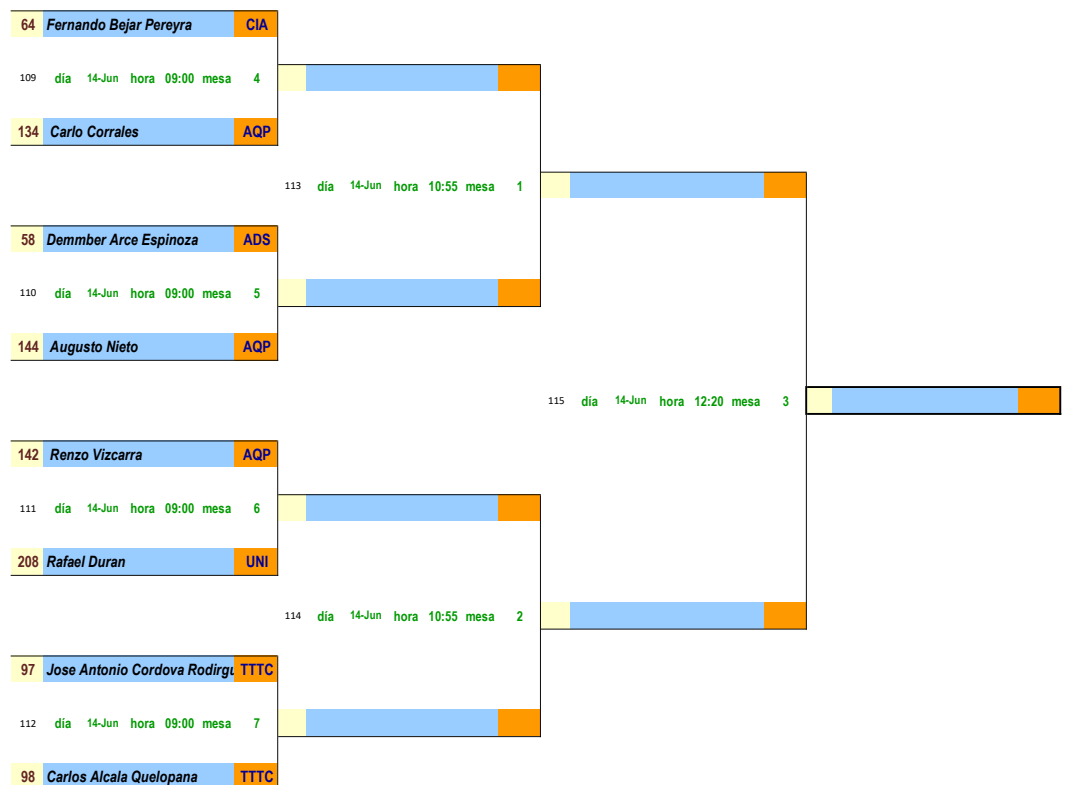 64 Fernando Bejar Pereyra CIA
109 día 14-Jun hora 09:00 mesa 4
134 Carlo Corrales AQP
113 día 14-Jun hora 10:55 mesa 1
58 Demmber Arce Espinoza ADS
110 día 14-Jun hora 09:00 mesa 5
144 Augusto Nieto AQP
115 día 14-Jun hora 12:20 mesa 3
142 Renzo Vizcarra AQP
111 día 14-Jun hora 09:00 mesa 6
208 Rafael Duran UNI
114 día 14-Jun hora 10:55 mesa 2
97 Jose Antonio Cordova Rodirgu TTTC
112 día 14-Jun hora 09:00 mesa 7
98 Carlos Alcala Quelopana TTTC